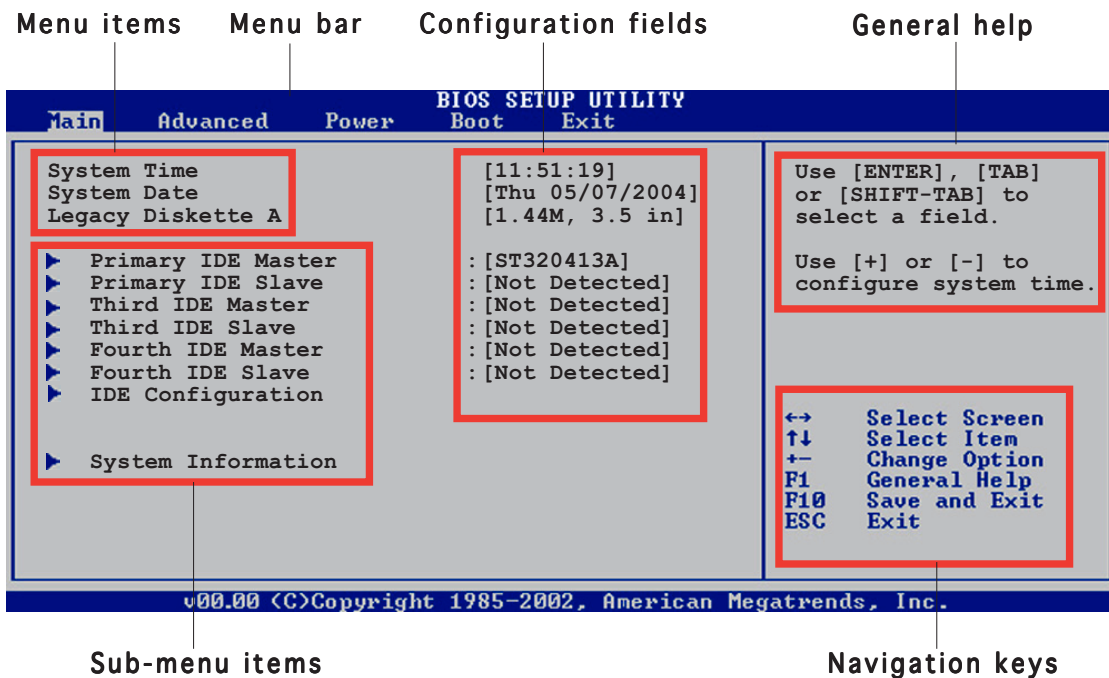 Menu items Menu bar Configuration fields General help
BIOS SETUP UTILITY
Main Advanced Power Boot Exit
System Time [11:51:19]
System Date [Thu 05/07/2004]
Legacy Diskette A [1.44M, 3.5 in]
Primary IDE Master :[ST320413A]
Primary IDE Slave :[Not Detected]
Third IDE Master :[Not Detected]
Third IDE Slave :[Not Detected]
Fourth IDE Master :[Not Detected]
Fourth IDE Slave :[Not Detected]
IDE Configuration
System Information
Use [ENTER], [TAB]
or [SHIFT-TAB] to
select a field.
Use [+] or [-] to
configure system time.
←→ Select Screen
↑↓ Select Item
+- Change Option
F1 General Help
F10 Save and Exit
ESC Exit
v00.00 (C)Copyright 1985-2002, American Megatrends, Inc.
Sub-menu items Navigation keys